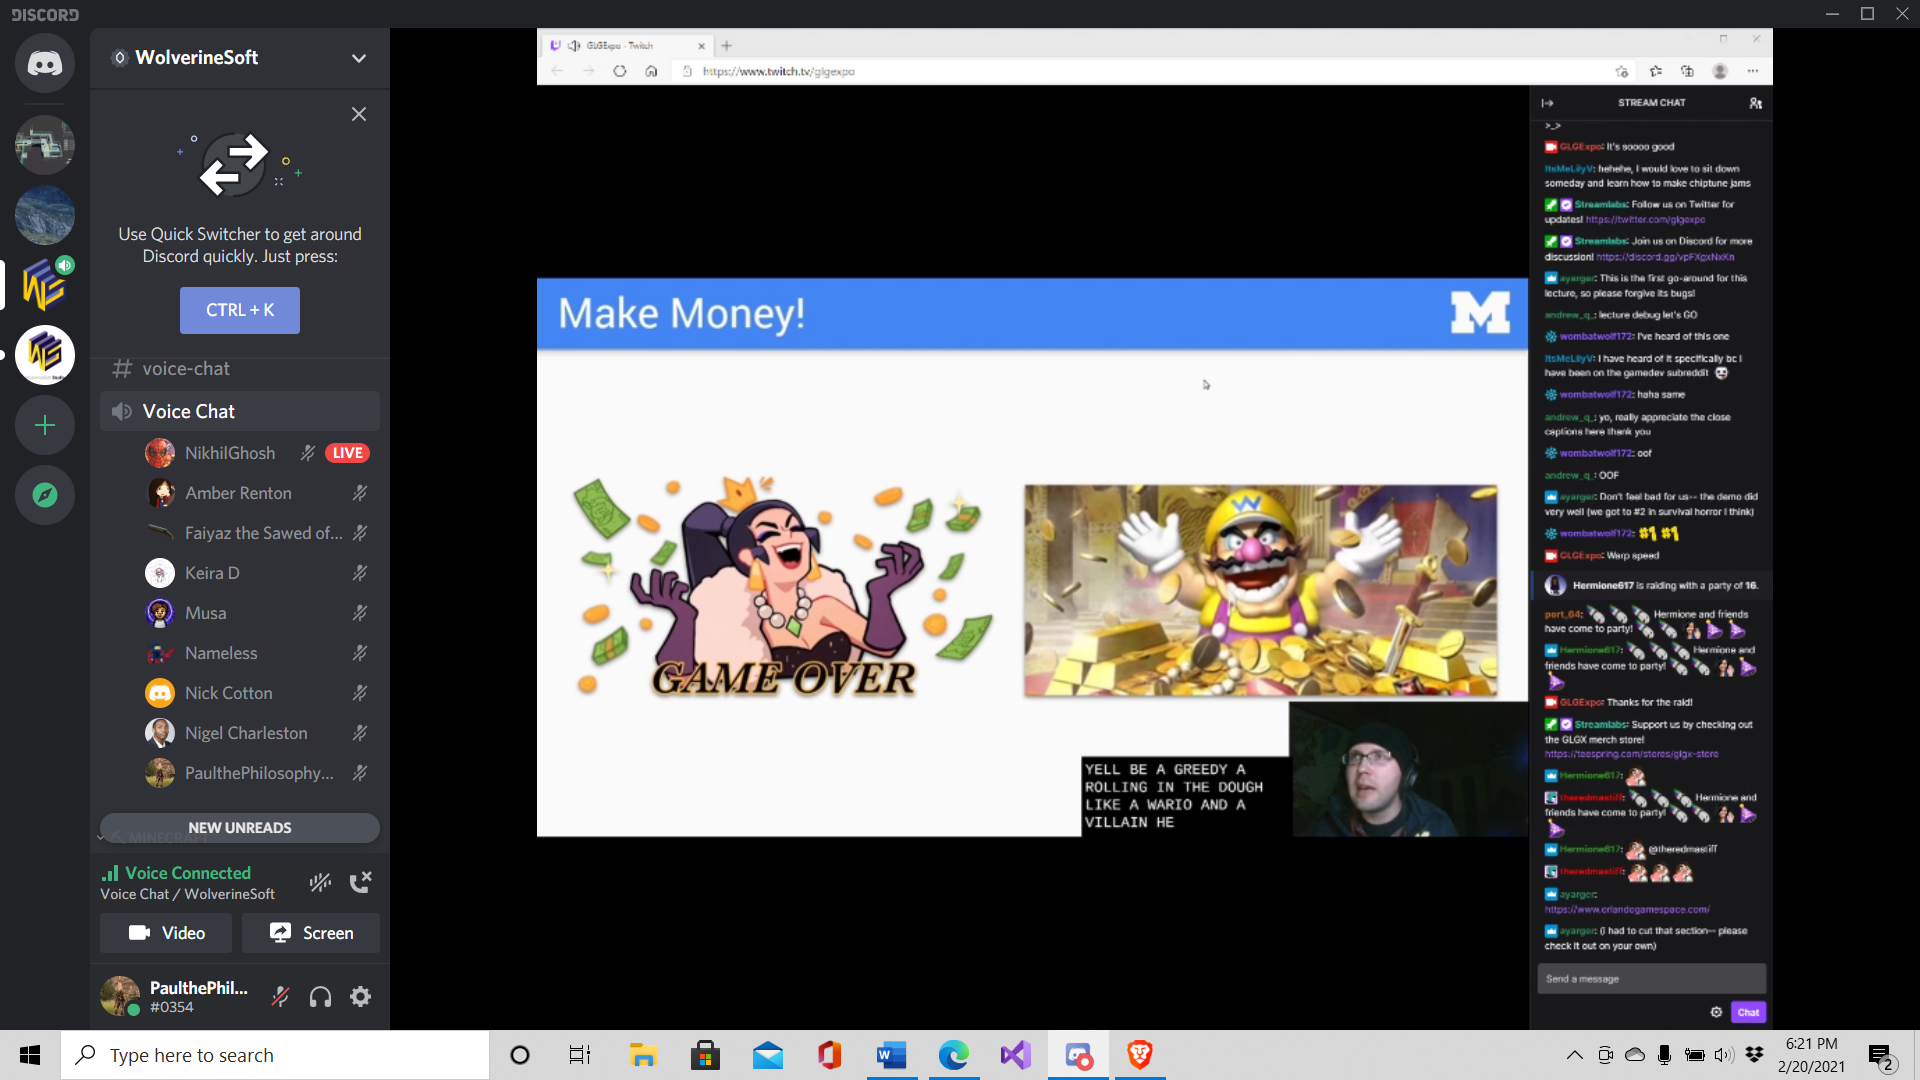 DISCORD
WolverineSoft
Use Quick Switcher to get around
Discord quickly. Just press:
CTRL + K
voice-chat
Voice Chat
NikhilGhosh
LIVE
Amber Renton
Faiyaz the Sawed of...
Keira D
Musa
Nameless
Nick Cotton
Nigel Charleston
PaulthePhilosophy...
NEW UNREADS
MINECRAFT
Voice Connected
Voice Chat / WolverineSoft
Video
Screen
PaulthePhil...
#0354
GLGExpo - Twitch
https://www.twitch.tv/glgexpo
Make Money!
M
GAME OVER
W
YELL BE A GREEDY A
ROLLING IN THE DOUGH
LIKE A WARIO AND A
VILLAIN HE
STREAM CHAT
>_>
GLGExpo: It's soooo good
ItsMeLilyV: hehehe, I would love to sit down
someday and learn how to make chiptune jams
Streamlabs: Follow us on Twitter for
updates! https://twitter.com/glgexpo
Streamlabs: Join us on Discord for more
discussion! https://discord.gg/vpFXgxNxKn
ayarger: This is the first go-around for this
lecture, so please forgive its bugs!
andrew_q_: lecture debug let's GO
wombatwolf172: I've heard of this one
ItsMeLilyV: I have heard of it specifically bc I
have been on the gamedev subreddit
wombatwolf172: haha same
andrew_q_: yo, really appreciate the close
captions here thank you
wombatwolf172: oof
andrew_q_: OOF
ayarger: Don't feel bad for us-- the demo did
very well (we got to #2 in survival horror I think)
wombatwolf172: #1 #1
GLGExpo: Warp speed
Hermione617 is raiding with a party of 16.
port_64: Hermione and friends
have come to party!
Hermione617: Hermione and
friends have come to party!
GLGExpo: Thanks for the raid!
Streamlabs: Support us by checking out
the GLGX merch store!
https://teespring.com/stores/glgx-store
Hermione617:
theredmastiff: Hermione and
friends have come to party!
Hermione617: @theredmastiff
theredmastiff:
ayarger:
https://www.orlandogamespace.com/
ayarger: (I had to cut that section-- please
check it out on your own)
Send a message
Chat
Type here to search
6:21 PM
2/20/2021
2